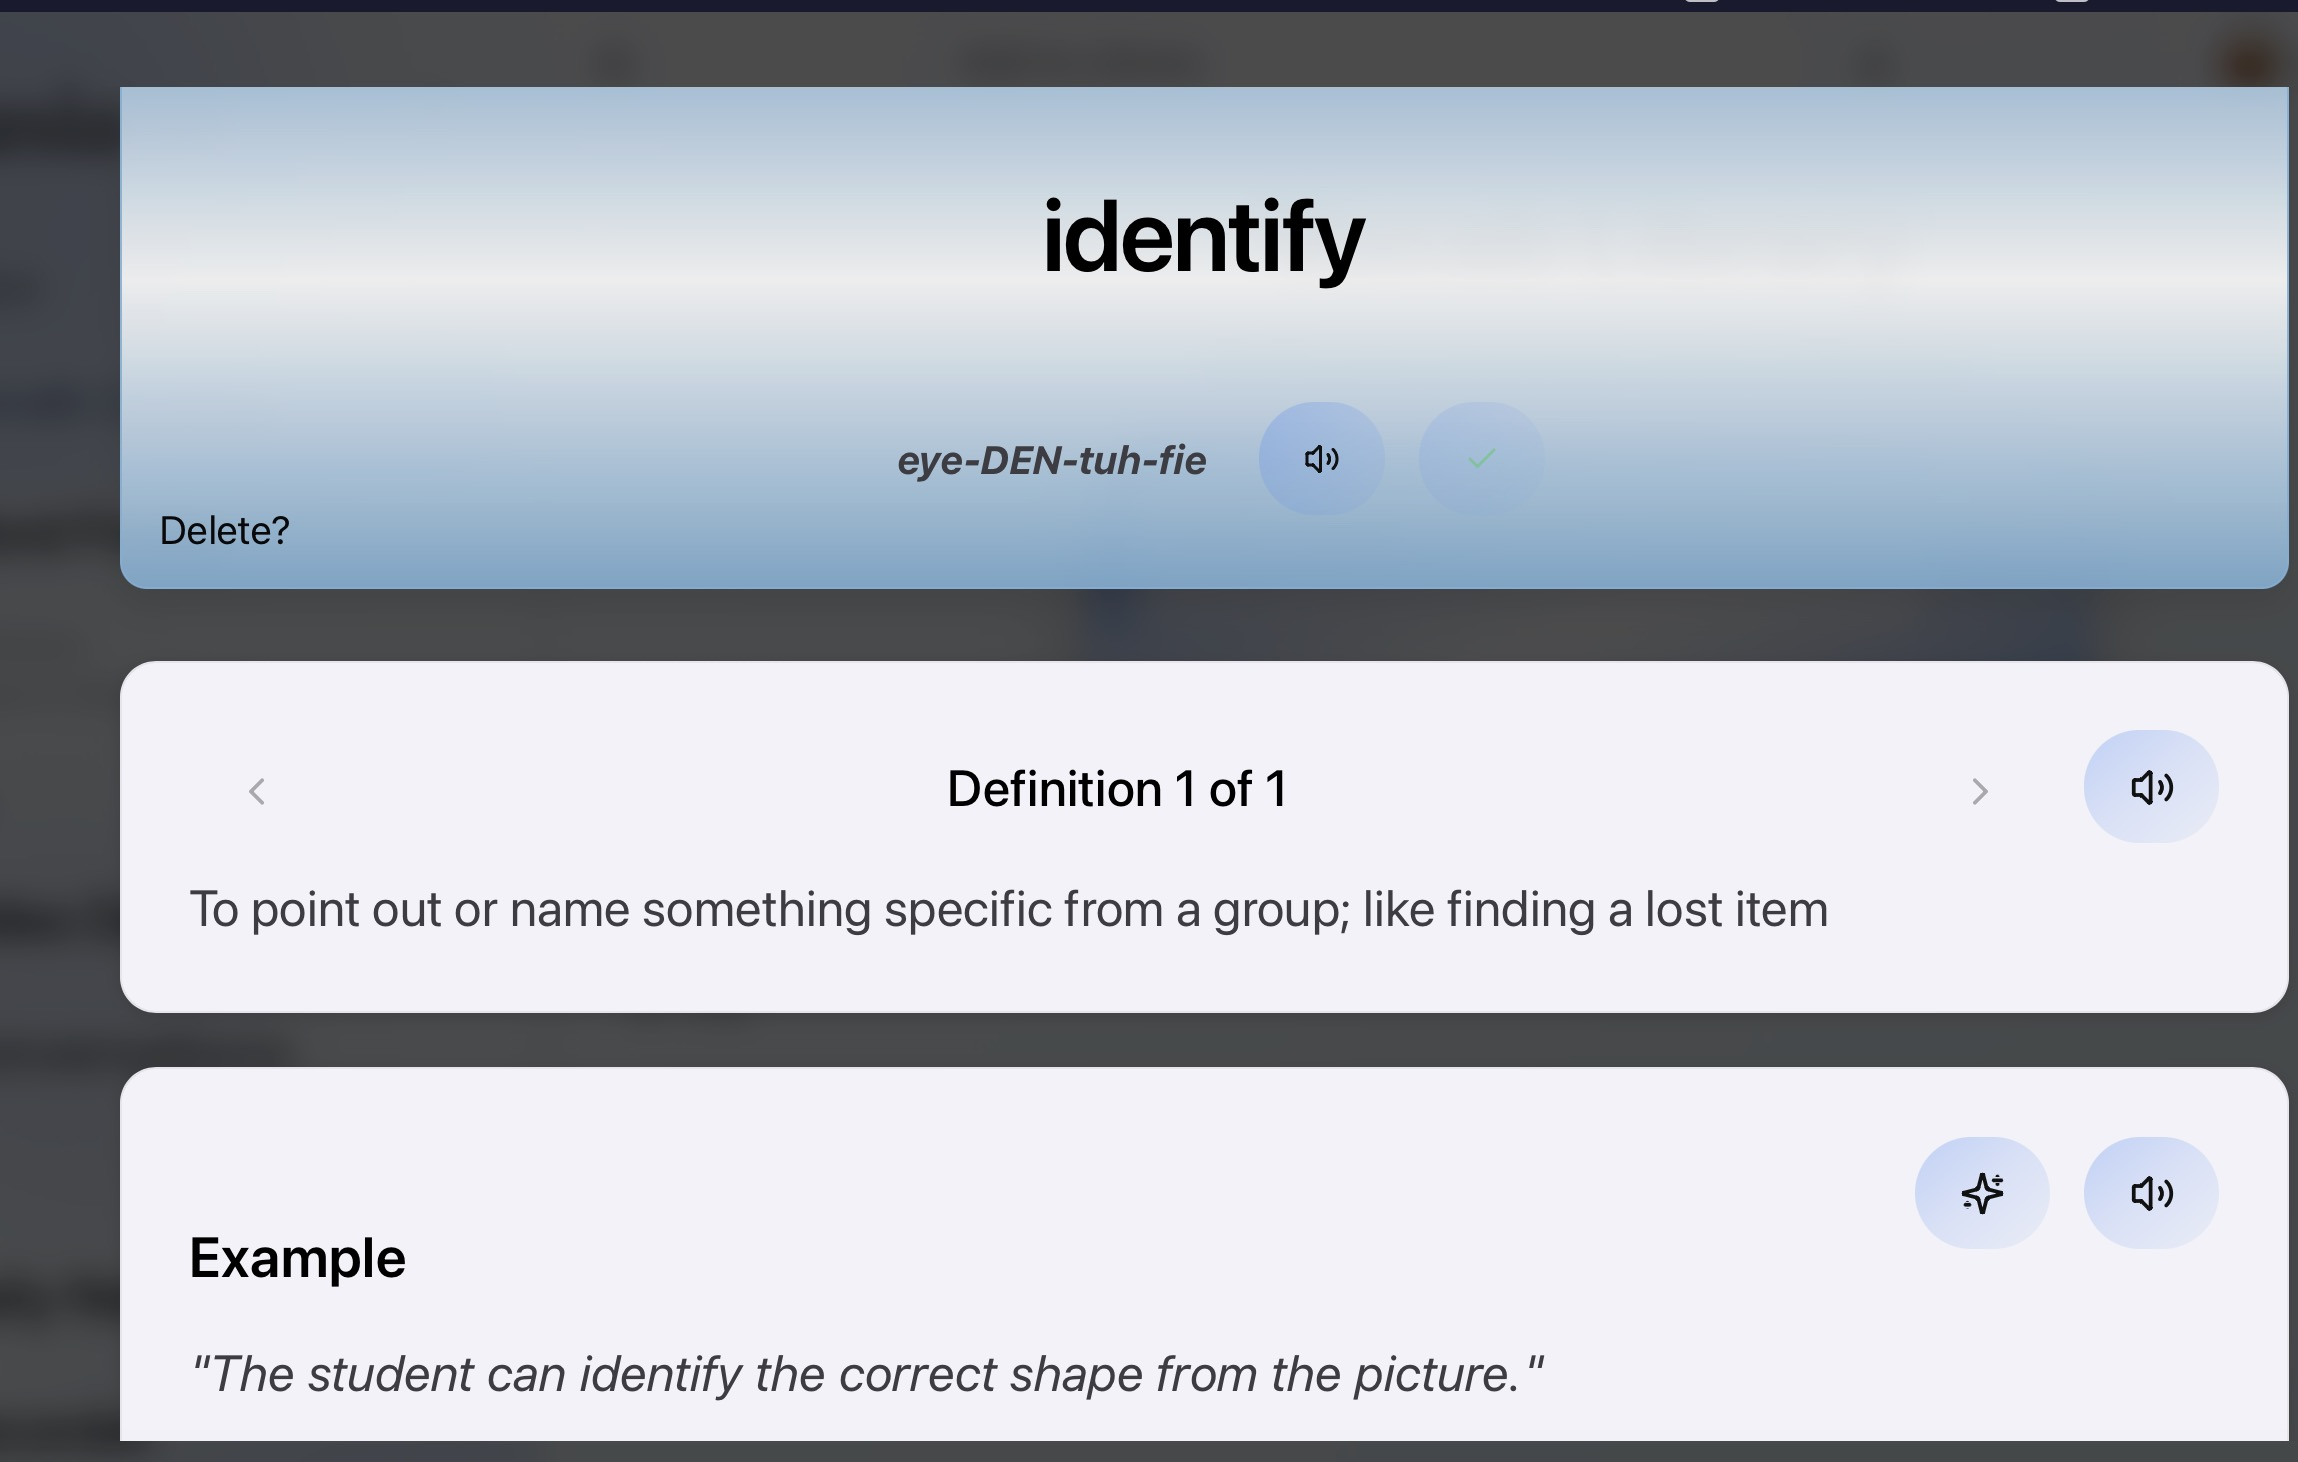 identify
eye-DEN-tuh-fie
Delete?
Definition 1 of 1
To point out or name something specific from a group; like finding a lost item
Example
"The student can identify the correct shape from the picture."